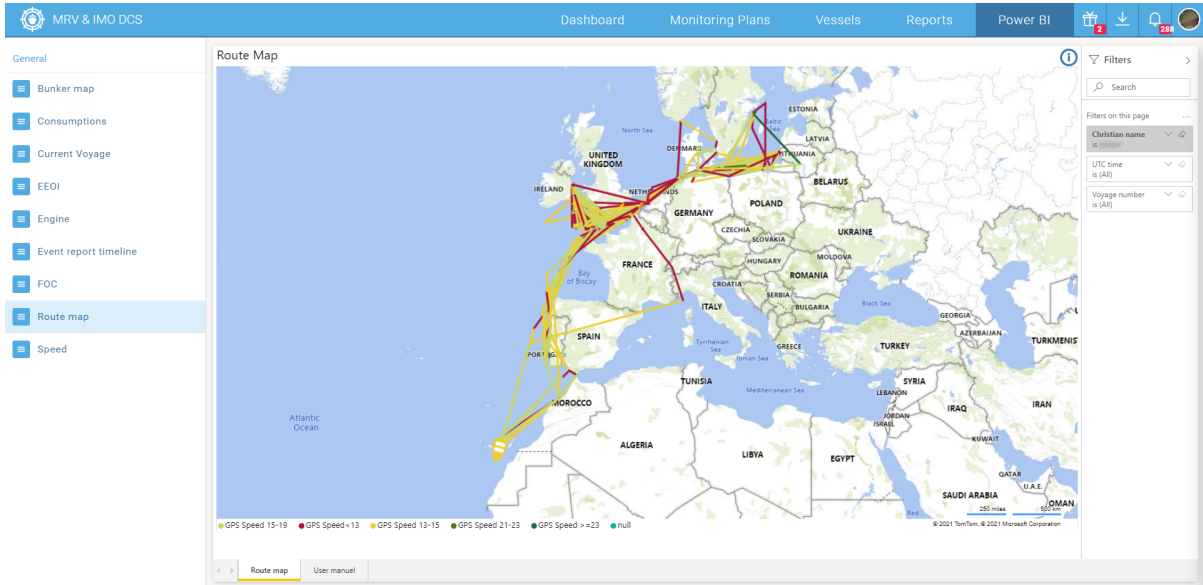 MRV & IMO DCS
Dashboard
Monitoring Plans
Vessels
Reports
Power BI
2
288
General
Bunker map
Consumptions
Current Voyage
EEOI
Engine
Event report timeline
FOC
Route map
Speed
Route Map
North Sea
ESTONIA
Baltic
Sea
LATVIA
DENMARK
LITHUANIA
UNITED
KINGDOM
IRELAND
NETHERLANDS
BELARUS
POLAND
GERMANY
CZECHIA
SLOVAKIA
UKRAINE
FRANCE
HUNGARY
MOLDOVA
Bay
of Biscay
ROMANIA
CROATIA
SERBIA
ITALY
BULGARIA
Black Sea
GEORGIA
AZERBAIJAN
TURKMENIS
SPAIN
PORTUGAL
Tyrrhenian
Sea
Ionian Sea
GREECE
TURKEY
TUNISIA
Mediterranean Sea
SYRIA
LEBANON
IRAQ
IRAN
MOROCCO
JORDAN
ISRAEL
Atlantic
Ocean
KUWAIT
ALGERIA
LIBYA
EGYPT
QATAR
U.A.E.
SAUDI ARABIA
OMAN
Red
250 miles
500 km
© 2021 TomTom, © 2021 Microsoft Corporation
GPS Speed 15-19
GPS Speed<13
GPS Speed 13-15
GPS Speed 21-23
GPS Speed >=23
null
Route map
User manuel
Filters
Search
Filters on this page
...
Christian name
is
UTC time
is (All)
Voyage number
is (All)